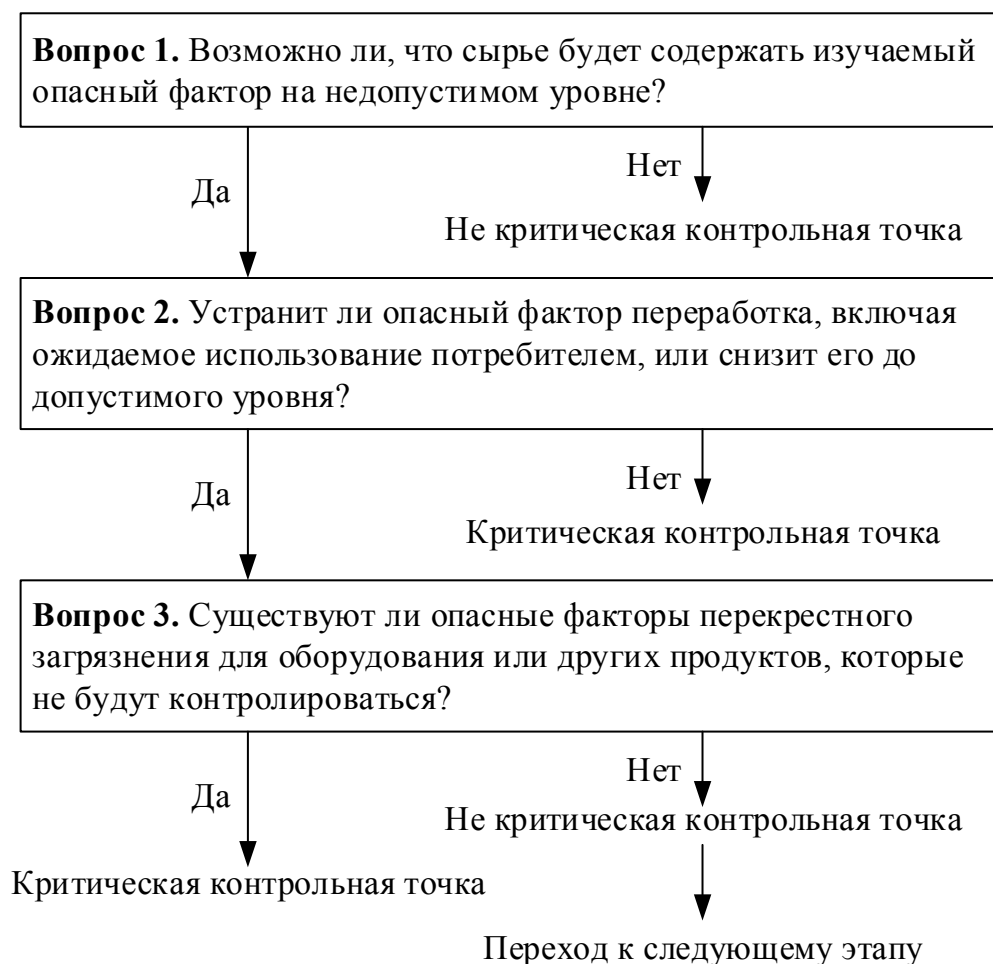 Вопрос 1. Возможно ли, что сырье будет содержать изучаемый
опасный фактор на недопустимом уровне?
Да
Нет
Не критическая контрольная точка
Вопрос 2. Устранит ли опасный фактор переработка, включая
ожидаемое использование потребителем, или снизит его до
допустимого уровня?
Да
Нет
Критическая контрольная точка
Вопрос 3. Существуют ли опасные факторы перекрестного
загрязнения для оборудования или других продуктов, которые
не будут контролироваться?
Да
Нет
Не критическая контрольная точка
Критическая контрольная точка
Переход к следующему этапу